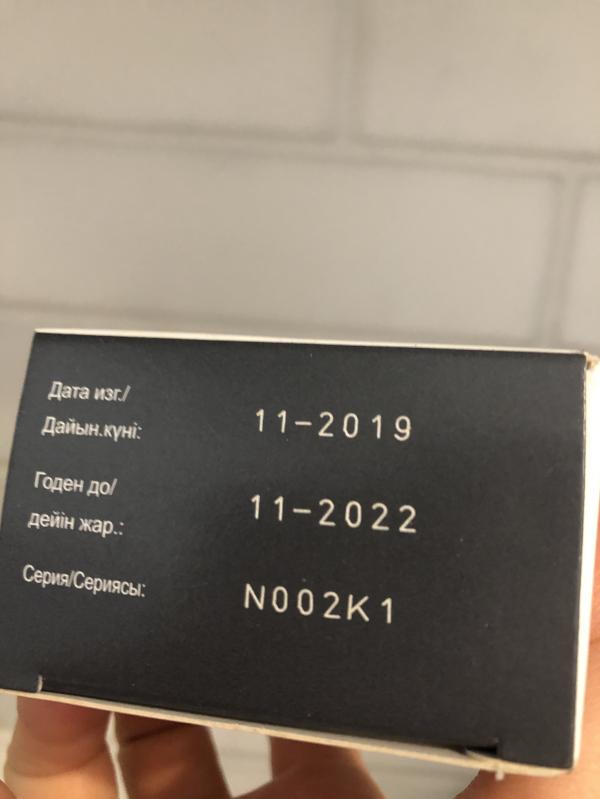 Дата изг./
Дайын.күні: 11-2019
Годен до/
дейін жар.: 11-2022
Серия/Сериясы: N002K1